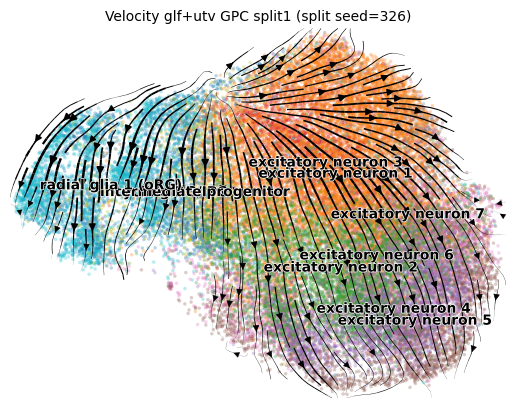 Velocity glf+utv GPC split1 (split seed=326)
excitatory neuron 3
excitatory neuron 1
radial glia 1 (oRG)
intermediate progenitor
excitatory neuron 7
excitatory neuron 6
excitatory neuron 2
excitatory neuron 4
excitatory neuron 5